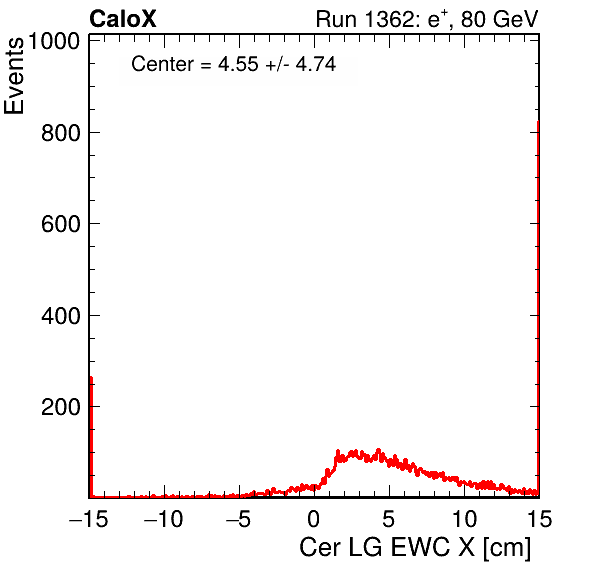 CaloX Run 1362: e⁺, 80 GeV
Events
Center = 4.55 +/- 4.74
1000
800
600
400
200
−15 −10 −5 0 5 10 15
Cer LG EWC X [cm]